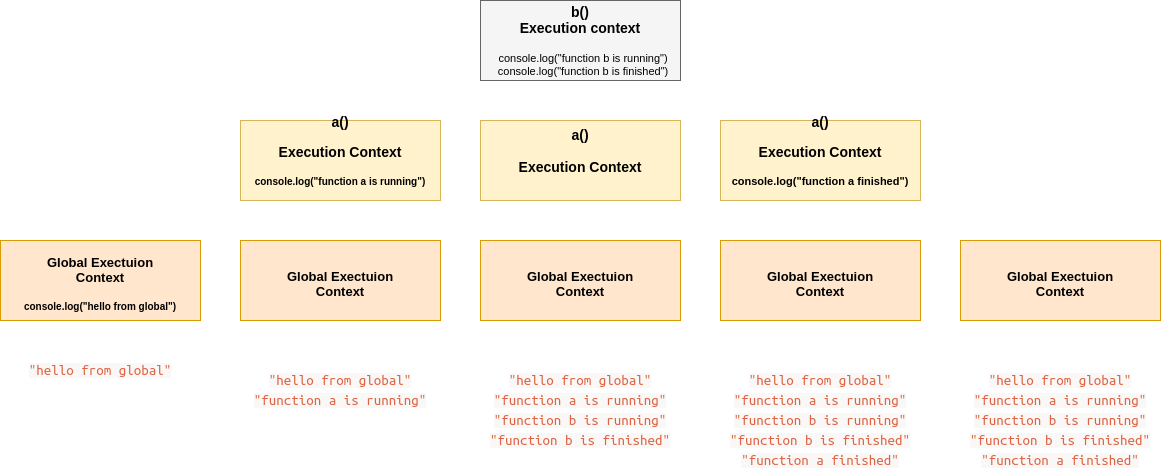 b()
Execution context
console.log("function b is running")
console.log("function b is finished")
a()
Execution Context
console.log("function a is running")
a()
Execution Context
a()
Execution Context
console.log("function a finished")
Global Exectuion
Context
console.log("hello from global")
Global Exectuion
Context
Global Exectuion
Context
Global Exectuion
Context
Global Exectuion
Context
"hello from global"
"hello from global"
"function a is running"
"hello from global"
"function a is running"
"function b is running"
"function b is finished"
"hello from global"
"function a is running"
"function b is running"
"function b is finished"
"function a finished"
"hello from global"
"function a is running"
"function b is running"
"function b is finished"
"function a finished"